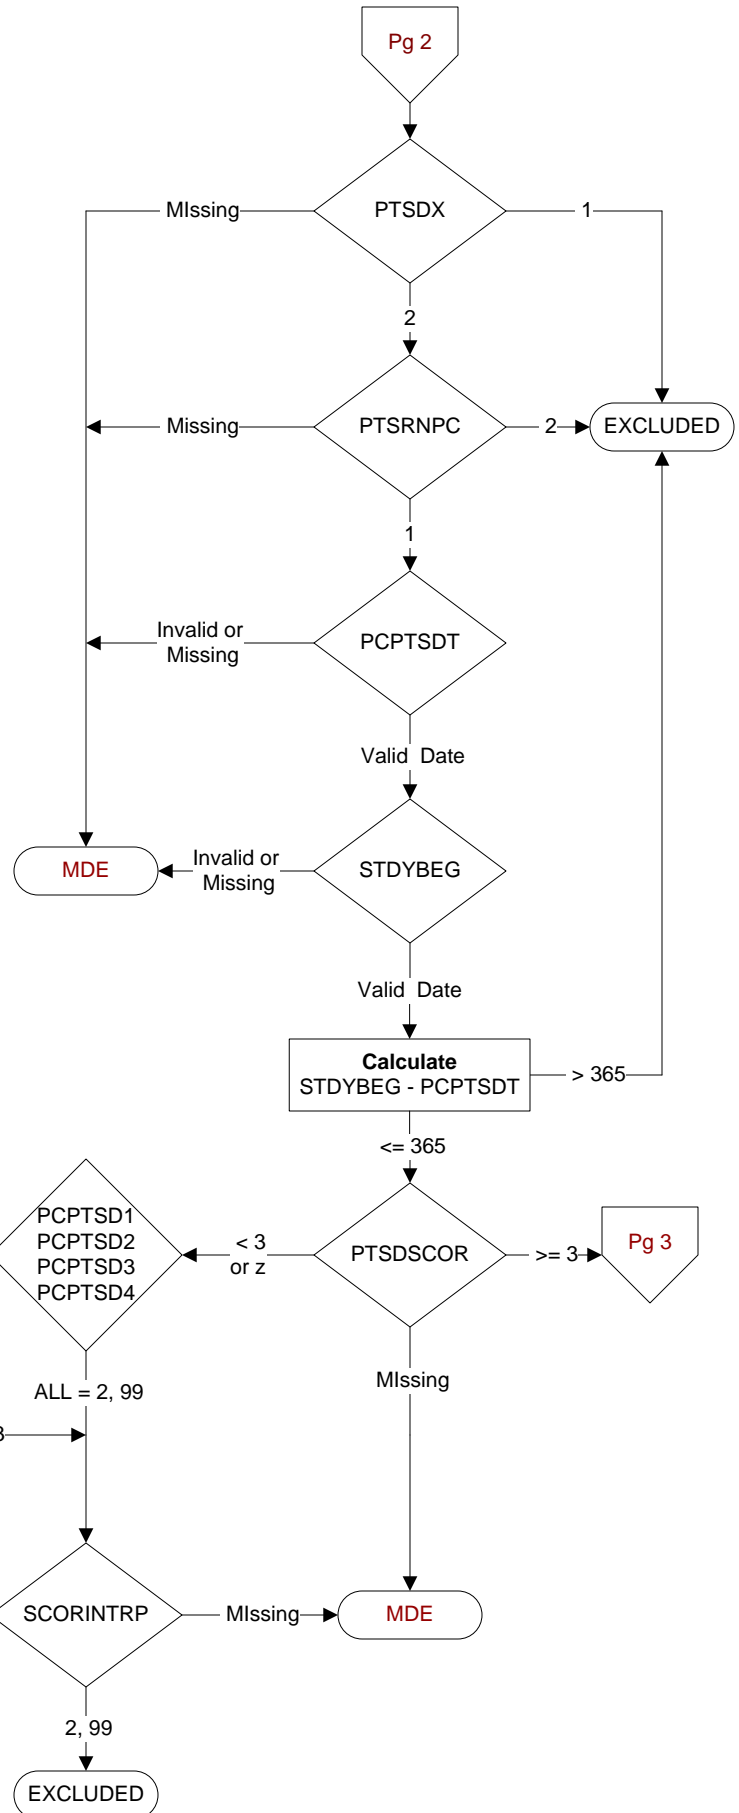 Pg 2
PTSDX
MIssing
1
2
PTSRNPC
Missing
2
EXCLUDED
1
PCPTSDT
Invalid or
Missing
Valid  Date
STDYBEG
Invalid or
Missing
MDE
Valid  Date
Calculate
STDYBEG - PCPTSDT
> 365
<= 365
PTSDSCOR
< 3
or z
>= 3
Pg 3
PCPTSD1
PCPTSD2
PCPTSD3
PCPTSD4
MIssing
ALL = 2, 99
SCORINTRP
MIssing
MDE
2, 99
EXCLUDED